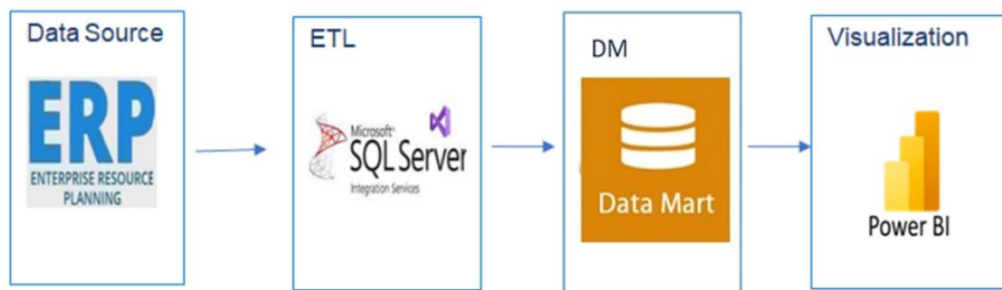 Data Source
ERP
ENTERPRISE RESOURCE
PLANNING
ETL
Microsoft®
SQL Server
Integration Services
DM
Data Mart
Visualization
Power BI